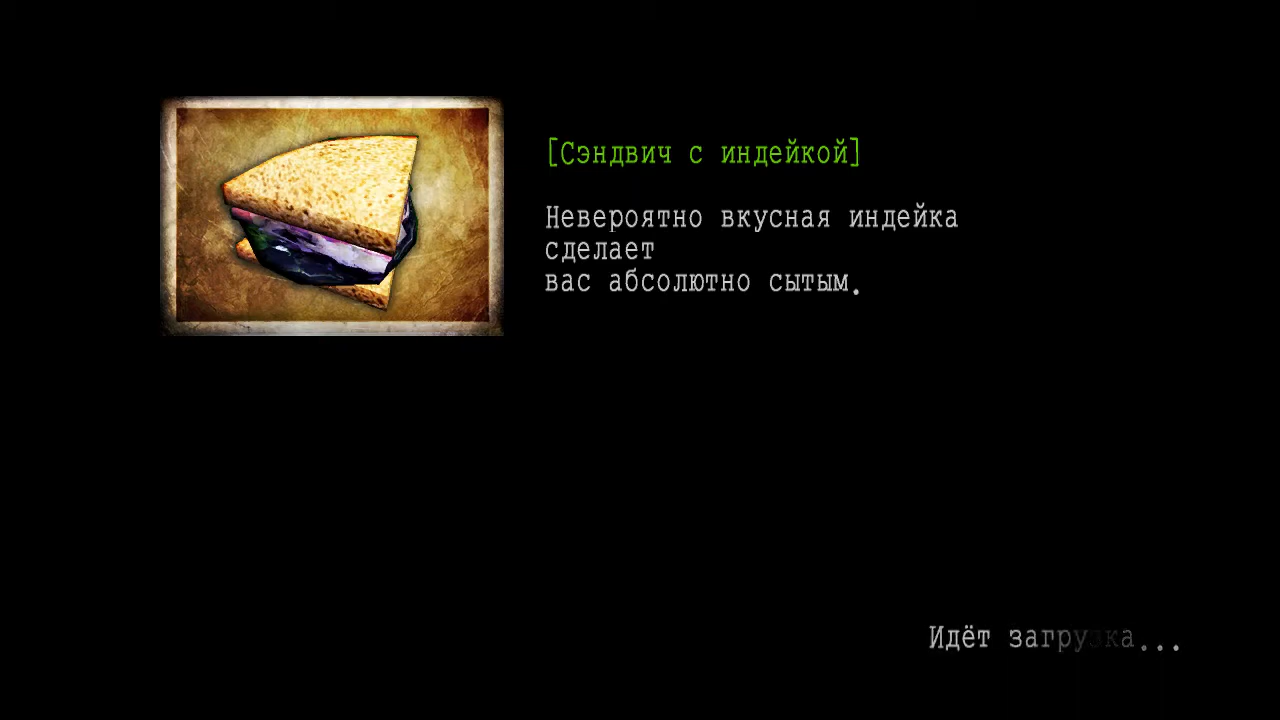 [Сэндвич с индейкой]
Невероятно вкусная индейка
сделает
вас абсолютно сытым.
Идёт загрузка...